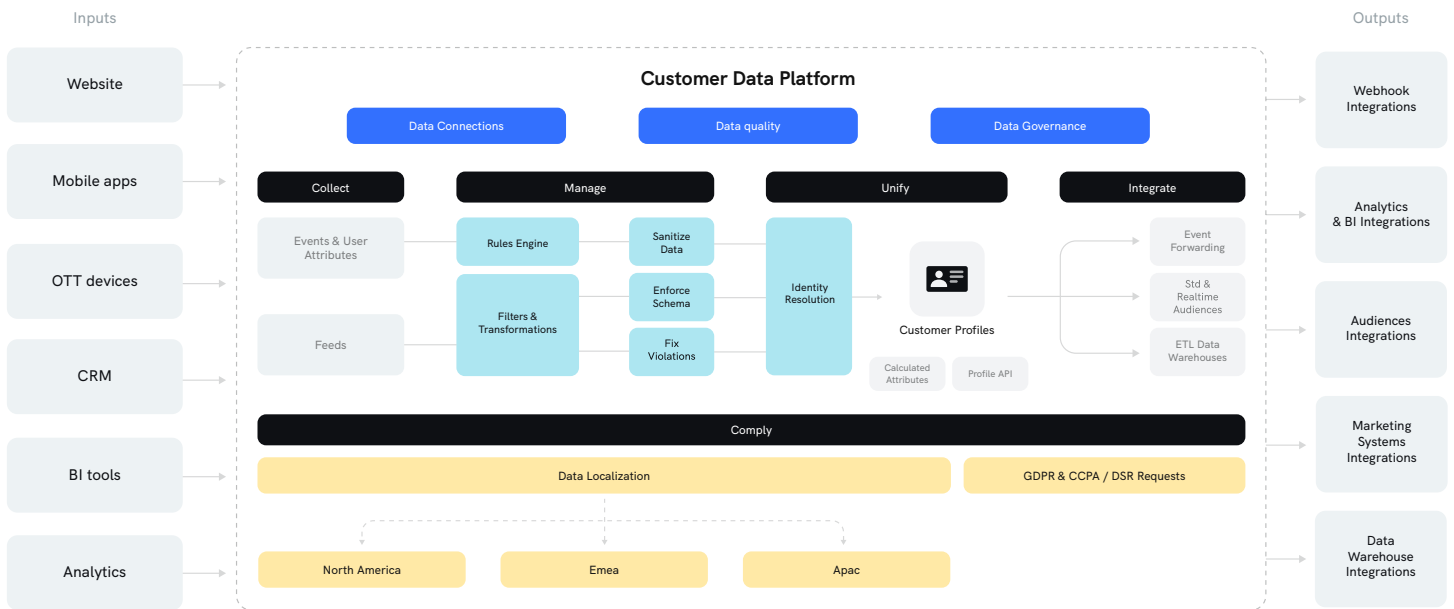 Inputs
Outputs
Website
Mobile apps
OTT devices
CRM
BI tools
Analytics
Customer Data Platform
Data Connections
Data quality
Data Governance
Collect
Manage
Unify
Integrate
Events & User
Attributes
Feeds
Rules Engine
Filters &
Transformations
Sanitize
Data
Enforce
Schema
Fix
Violations
Identity
Resolution
Customer Profiles
Calculated
Attributes
Profile API
Event
Forwarding
Std &
Realtime
Audiences
ETL Data
Warehouses
Comply
Data Localization
GDPR & CCPA / DSR Requests
North America
Emea
Apac
Webhook
Integrations
Analytics
& BI Integrations
Audiences
Integrations
Marketing
Systems
Integrations
Data
Warehouse
Integrations